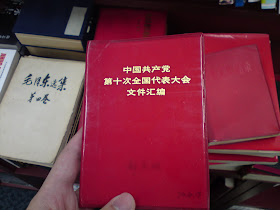 毛泽东选集
第四卷
中国共产党
第十次全国代表大会
文件汇编